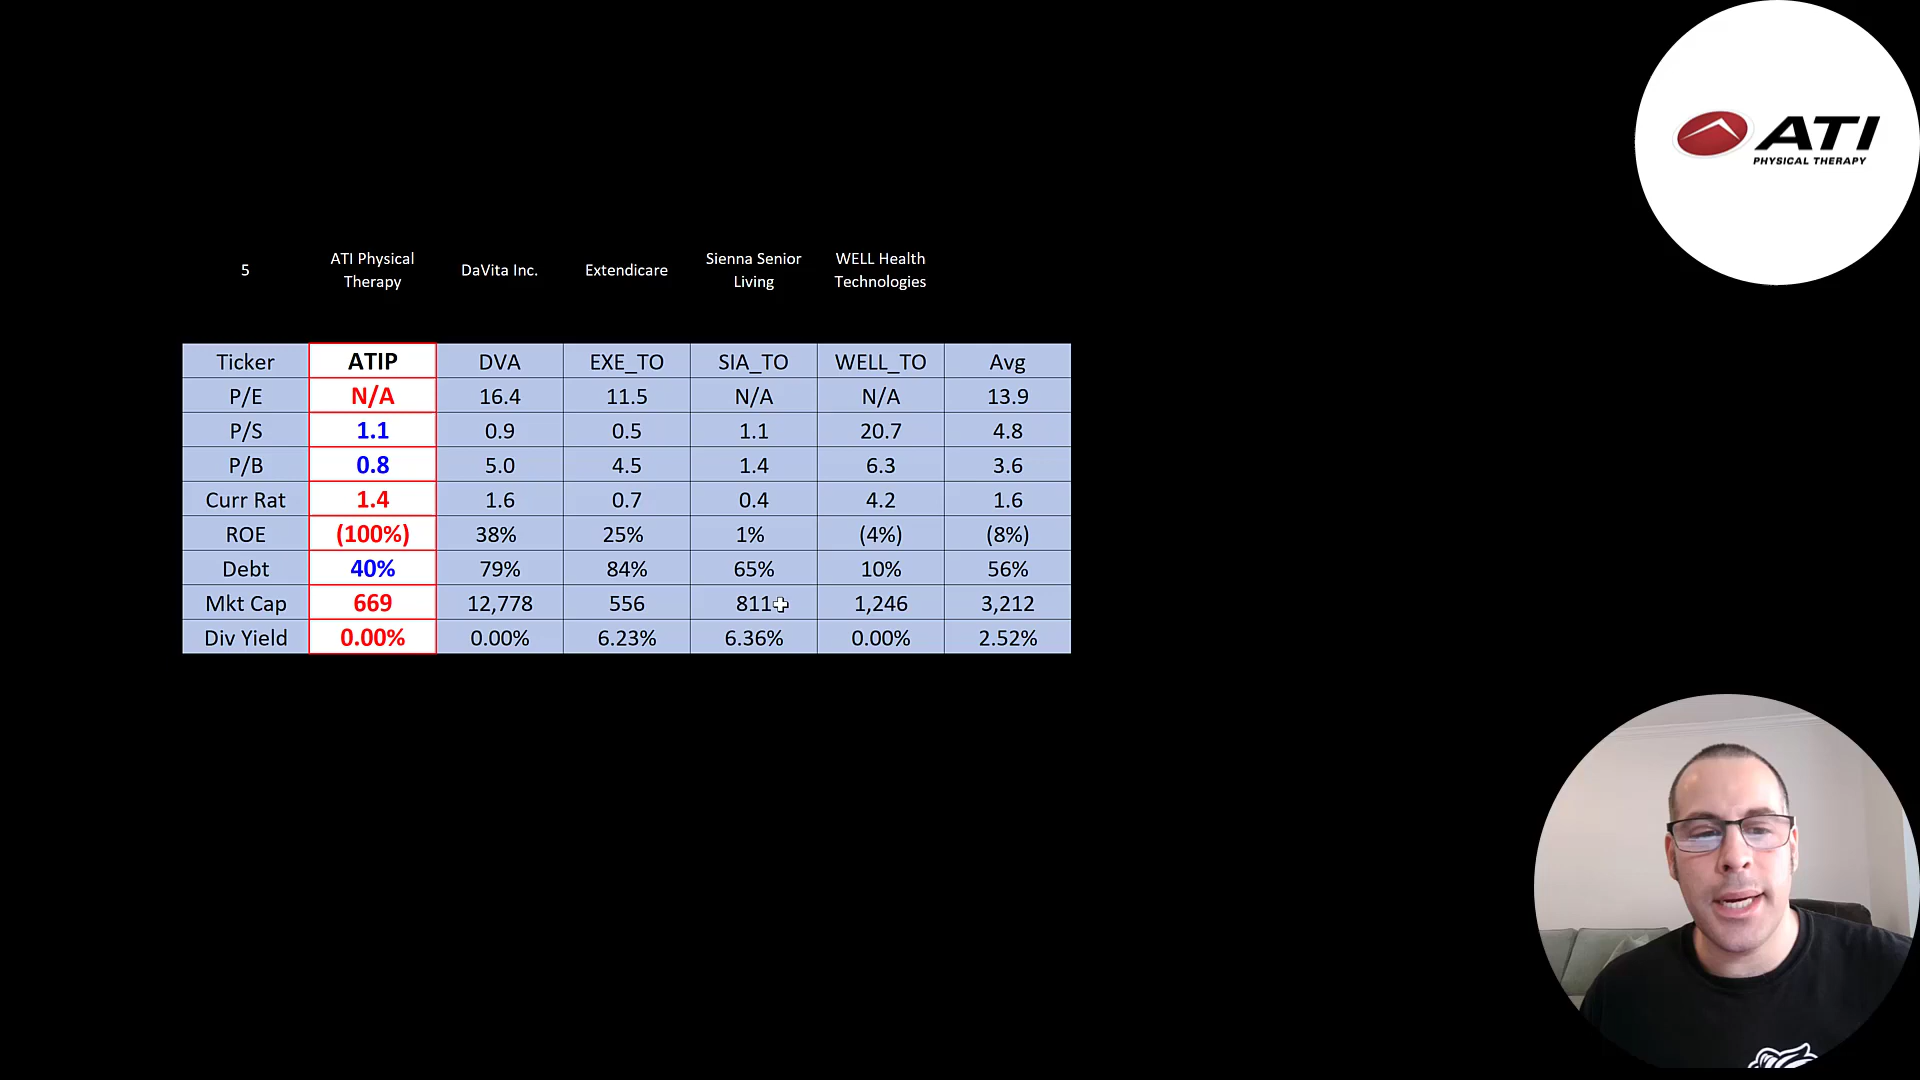 ATI
PHYSICAL THERAPY
5 ATI Physical Therapy DaVita Inc. Extendicare Sienna Senior Living WELL Health Technologies
Ticker ATIP DVA EXE_TO SIA_TO WELL_TO Avg
P/E N/A 16.4 11.5 N/A N/A 13.9
P/S 1.1 0.9 0.5 1.1 20.7 4.8
P/B 0.8 5.0 4.5 1.4 6.3 3.6
Curr Rat 1.4 1.6 0.7 0.4 4.2 1.6
ROE (100%) 38% 25% 1% (4%) (8%)
Debt 40% 79% 84% 65% 10% 56%
Mkt Cap 669 12,778 556 811 1,246 3,212
Div Yield 0.00% 0.00% 6.23% 6.36% 0.00% 2.52%